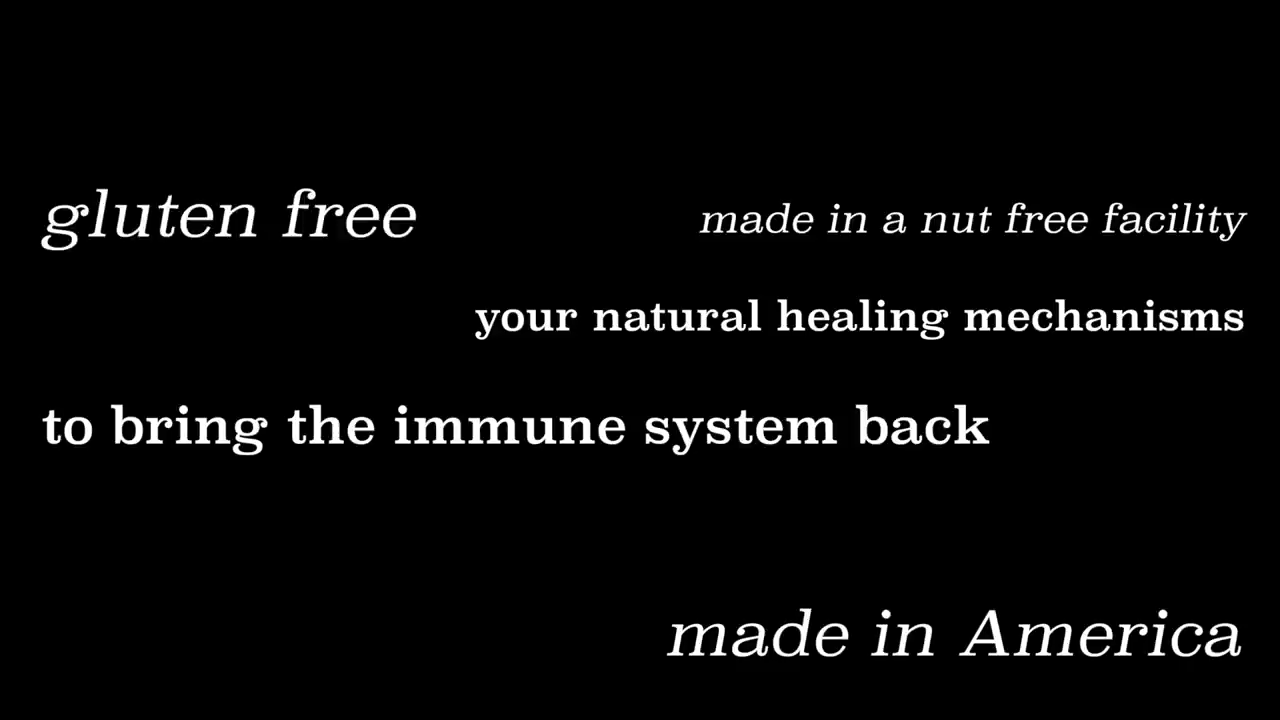 gluten free
made in a nut free facility
your natural healing mechanisms
to bring the immune system back
made in America